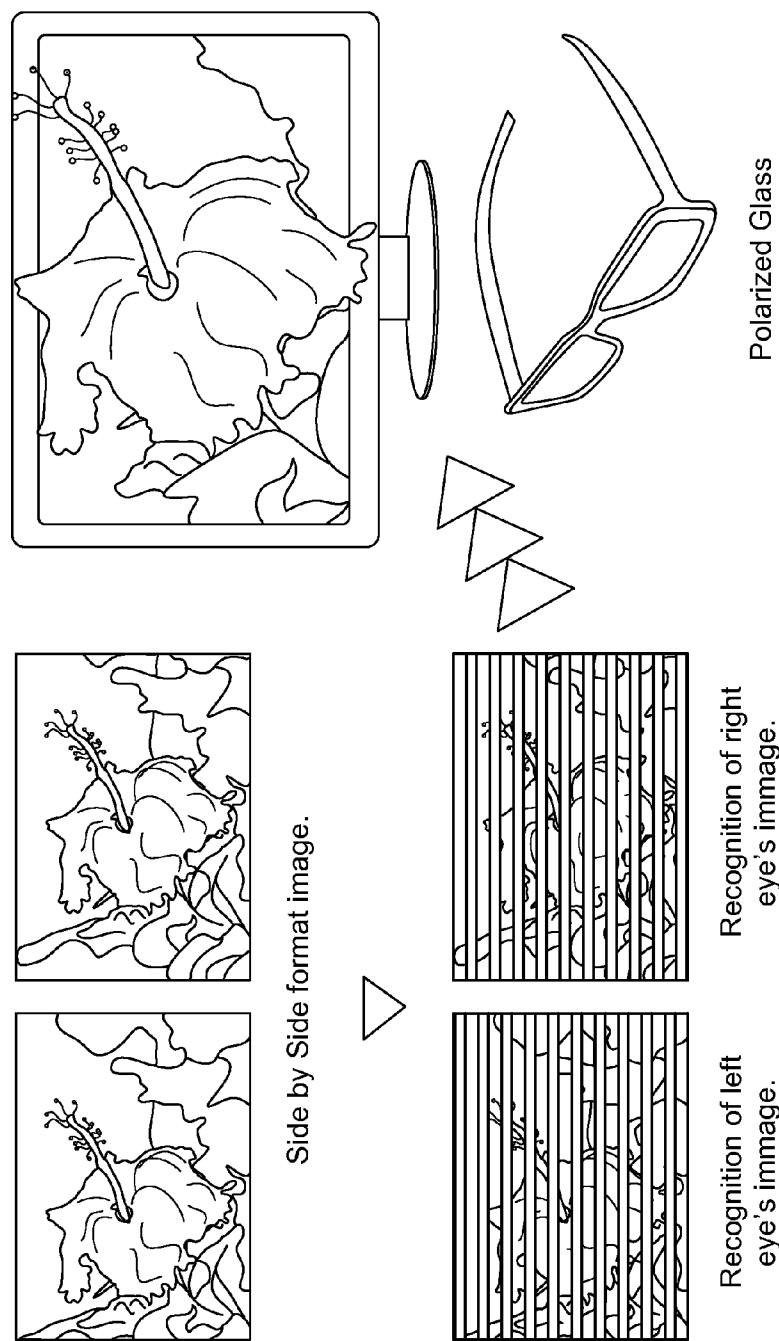 Side by Side format image.
Recognition of left
eye's immage.
Recognition of right
eye's immage.
Polarized Glass